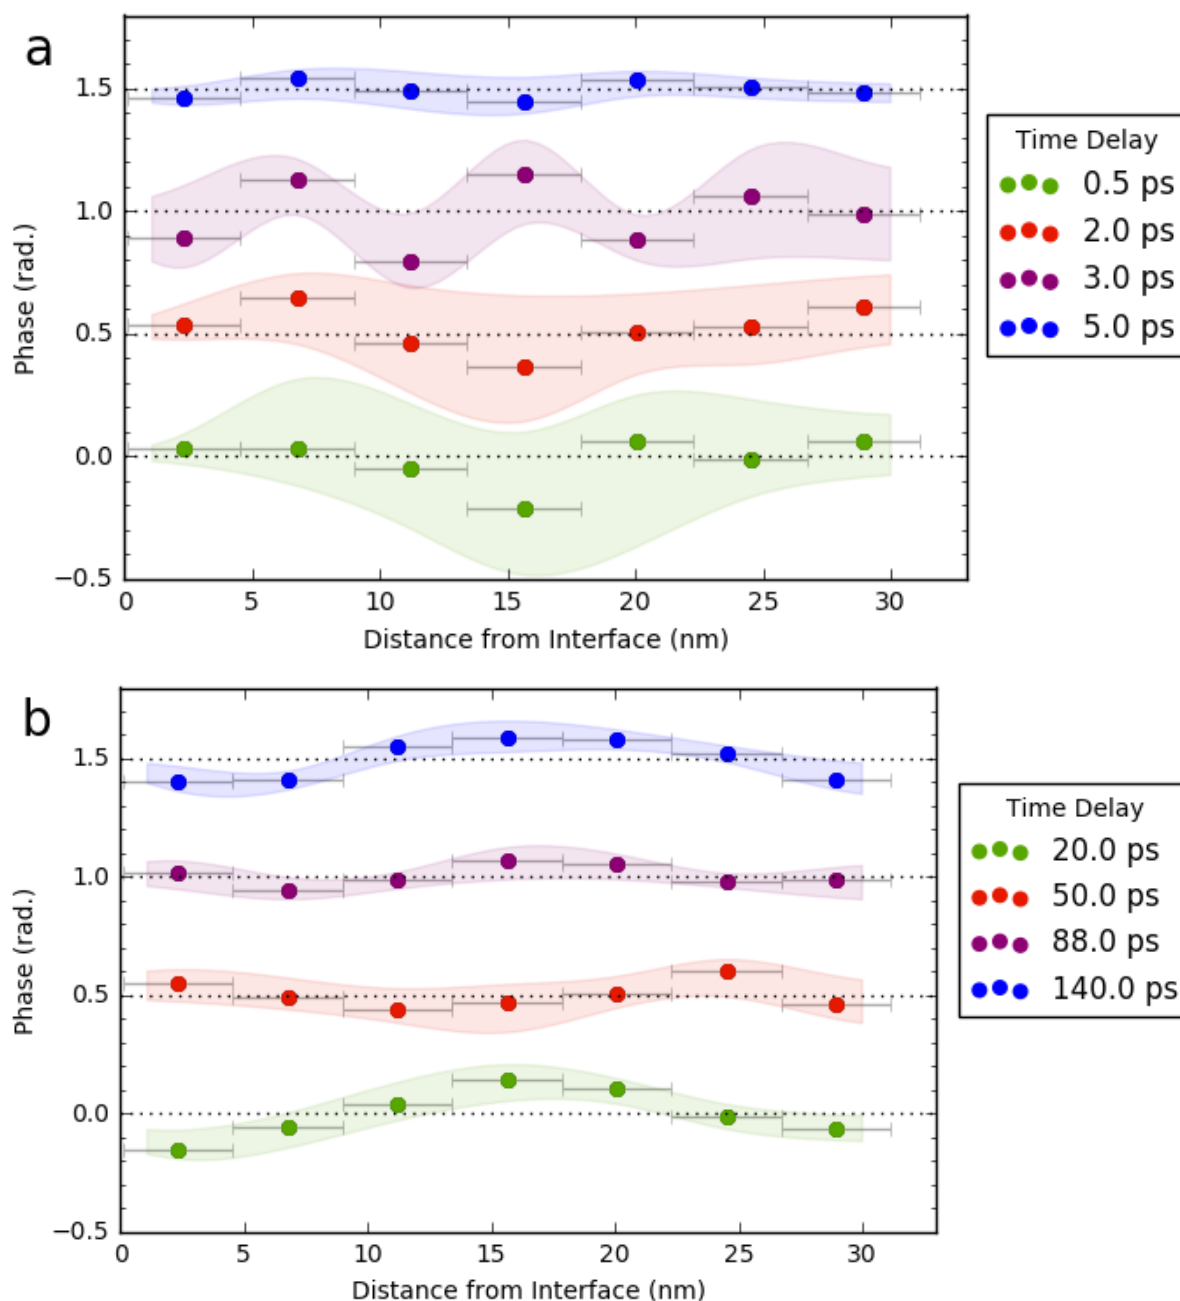 a
1.5
1.0
0.5
0.0
−0.5
Phase (rad.)
0 5 10 15 20 25 30
Distance from Interface (nm)
Time Delay
0.5 ps
2.0 ps
3.0 ps
5.0 ps
b
1.5
1.0
0.5
0.0
−0.5
Phase (rad.)
0 5 10 15 20 25 30
Distance from Interface (nm)
Time Delay
20.0 ps
50.0 ps
88.0 ps
140.0 ps